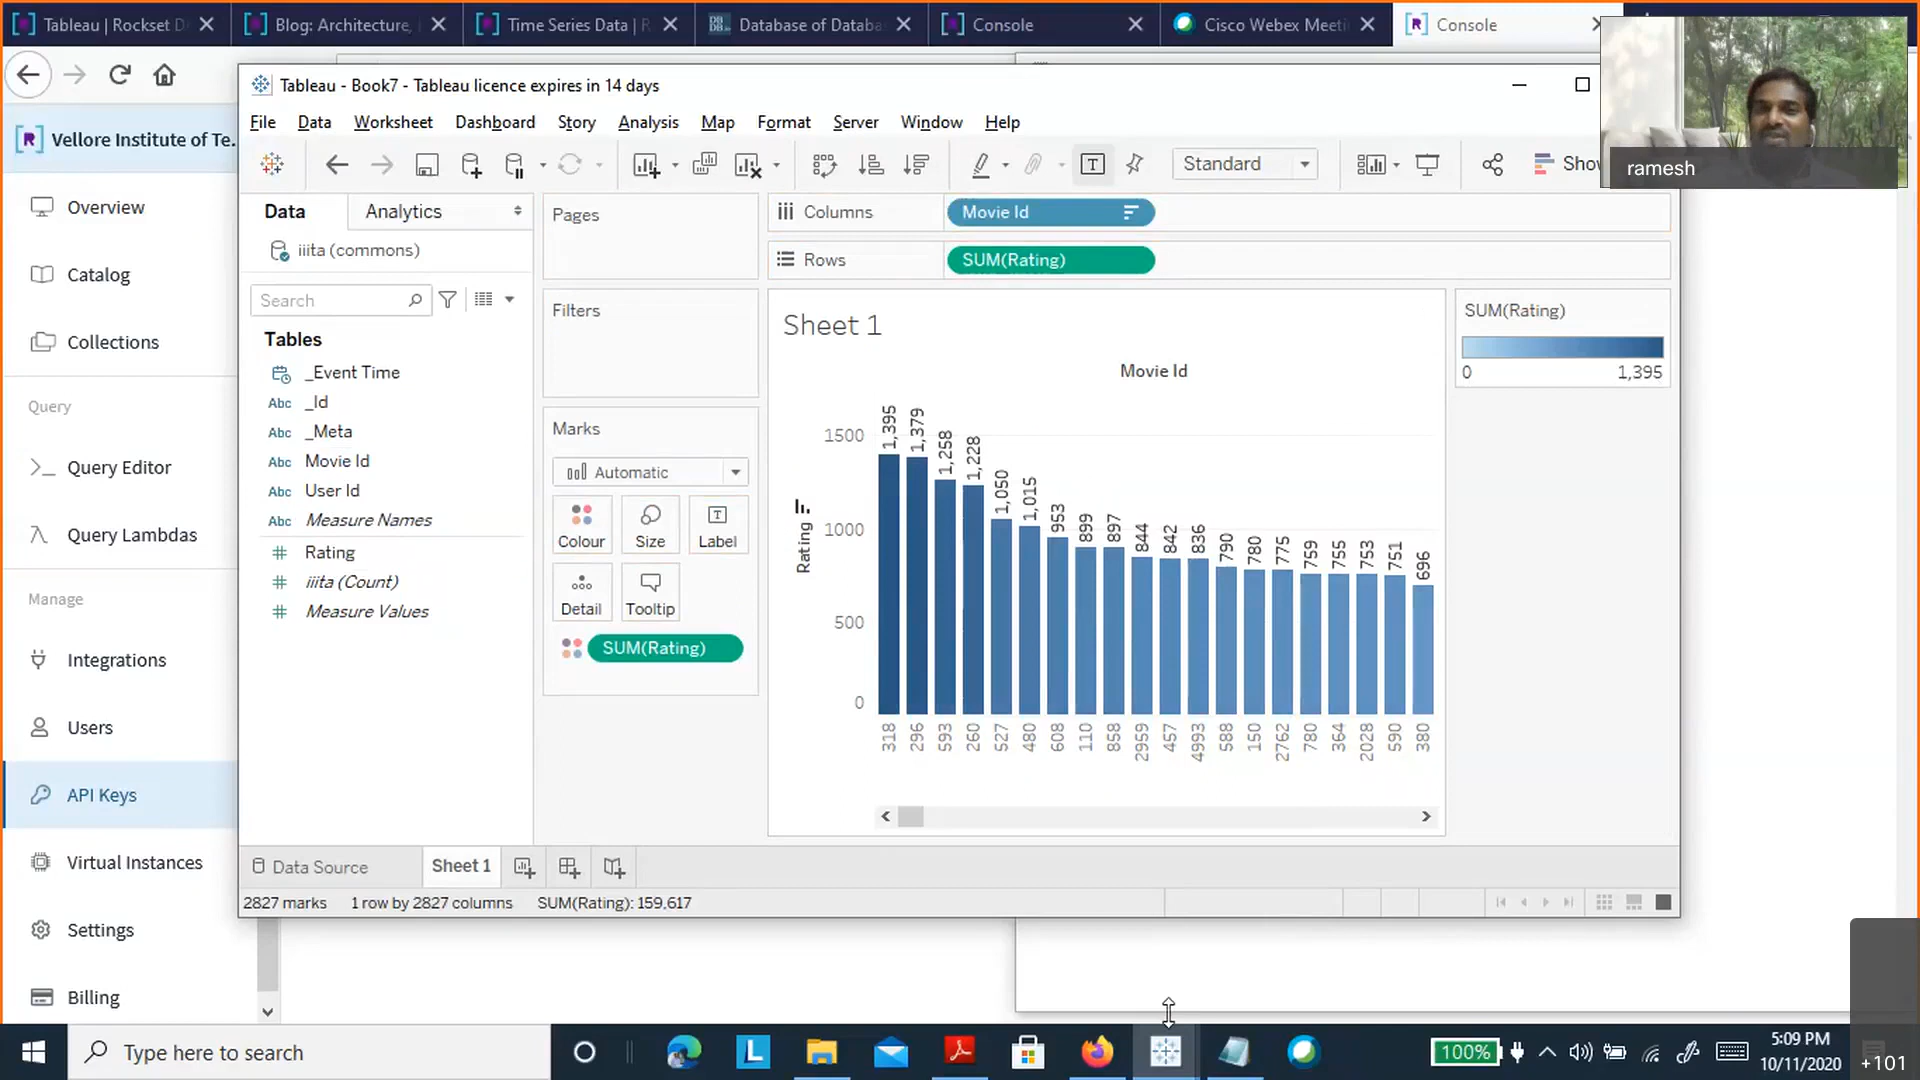 Tableau | Rockset D
Blog: Architecture,
Time Series Data | R
Database of Databa
Console
Cisco Webex Meeti
Console
Vellore Institute of Te.
Overview
Catalog
Collections
Query
Query Editor
Query Lambdas
Manage
Integrations
Users
API Keys
Virtual Instances
Settings
Billing
Tableau - Book7 - Tableau licence expires in 14 days
File Data Worksheet Dashboard Story Analysis Map Format Server Window Help
Standard
Show
ramesh
Data
Analytics
iiita (commons)
Search
Tables
_Event Time
Abc _Id
Abc _Meta
Abc Movie Id
Abc User Id
Abc Measure Names
# Rating
# iiita (Count)
# Measure Values
Pages
Filters
Marks
Automatic
Colour Size Label
Detail Tooltip
SUM(Rating)
Columns Movie Id
Rows SUM(Rating)
Sheet 1
Movie Id
Rating
1500
1000
500
0
1,395 1,379 1,258 1,228 1,050 1,015 953 899 897 844 842 836 790 780 775 759 755 753 751 696
318 296 593 260 527 480 608 110 858 2959 457 4993 588 150 2762 780 364 2028 590 380
SUM(Rating)
0 1,395
Data Source
Sheet 1
2827 marks 1 row by 2827 columns SUM(Rating): 159,617
Type here to search
L
100%
5:09 PM
10/11/2020
+101